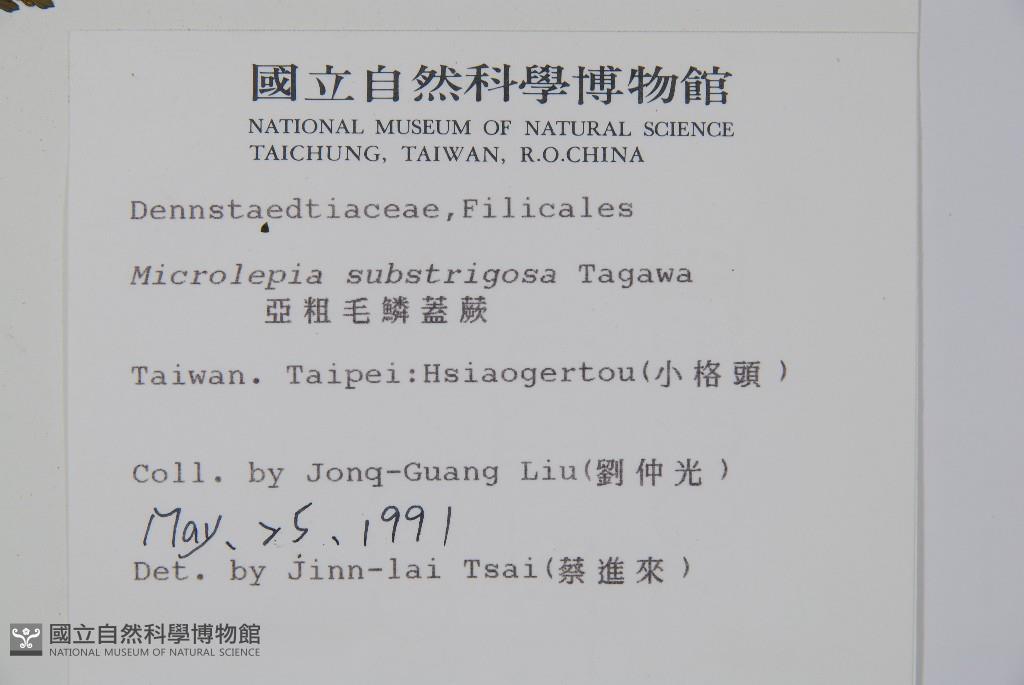 國立自然科學博物館
NATIONAL MUSEUM OF NATURAL SCIENCE
TAICHUNG, TAIWAN, R.O.CHINA
Dennstaedtiaceae,Filicales
Microlepia substrigosa Tagawa
亞粗毛鱗蓋蕨
Taiwan. Taipei:Hsiaogertou(小格頭)
Coll. by Jonq-Guang Liu(劉仲光)
May、25、1991
Det. by Jinn-lai Tsai(蔡進來)
國立自然科學博物館
NATIONAL MUSEUM OF NATURAL SCIENCE